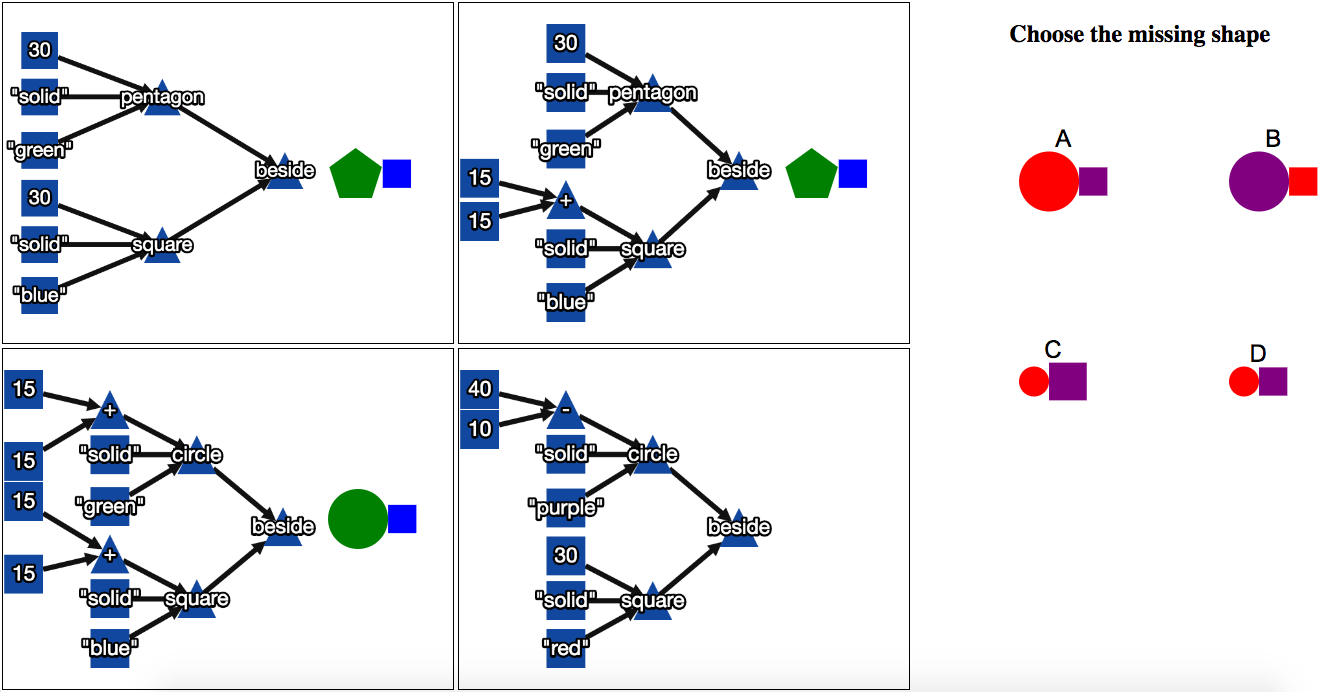 30
"solid"
pentagon
"green"
30
"solid"
square
"blue"
beside
30
"solid"
pentagon
"green"
15
15
+
"solid"
square
"blue"
beside
15
15
+
"solid"
circle
"green"
15
15
+
"solid"
square
"blue"
beside
40
10
-
"solid"
circle
"purple"
30
"solid"
square
"red"
beside
Choose the missing shape
A
B
C
D